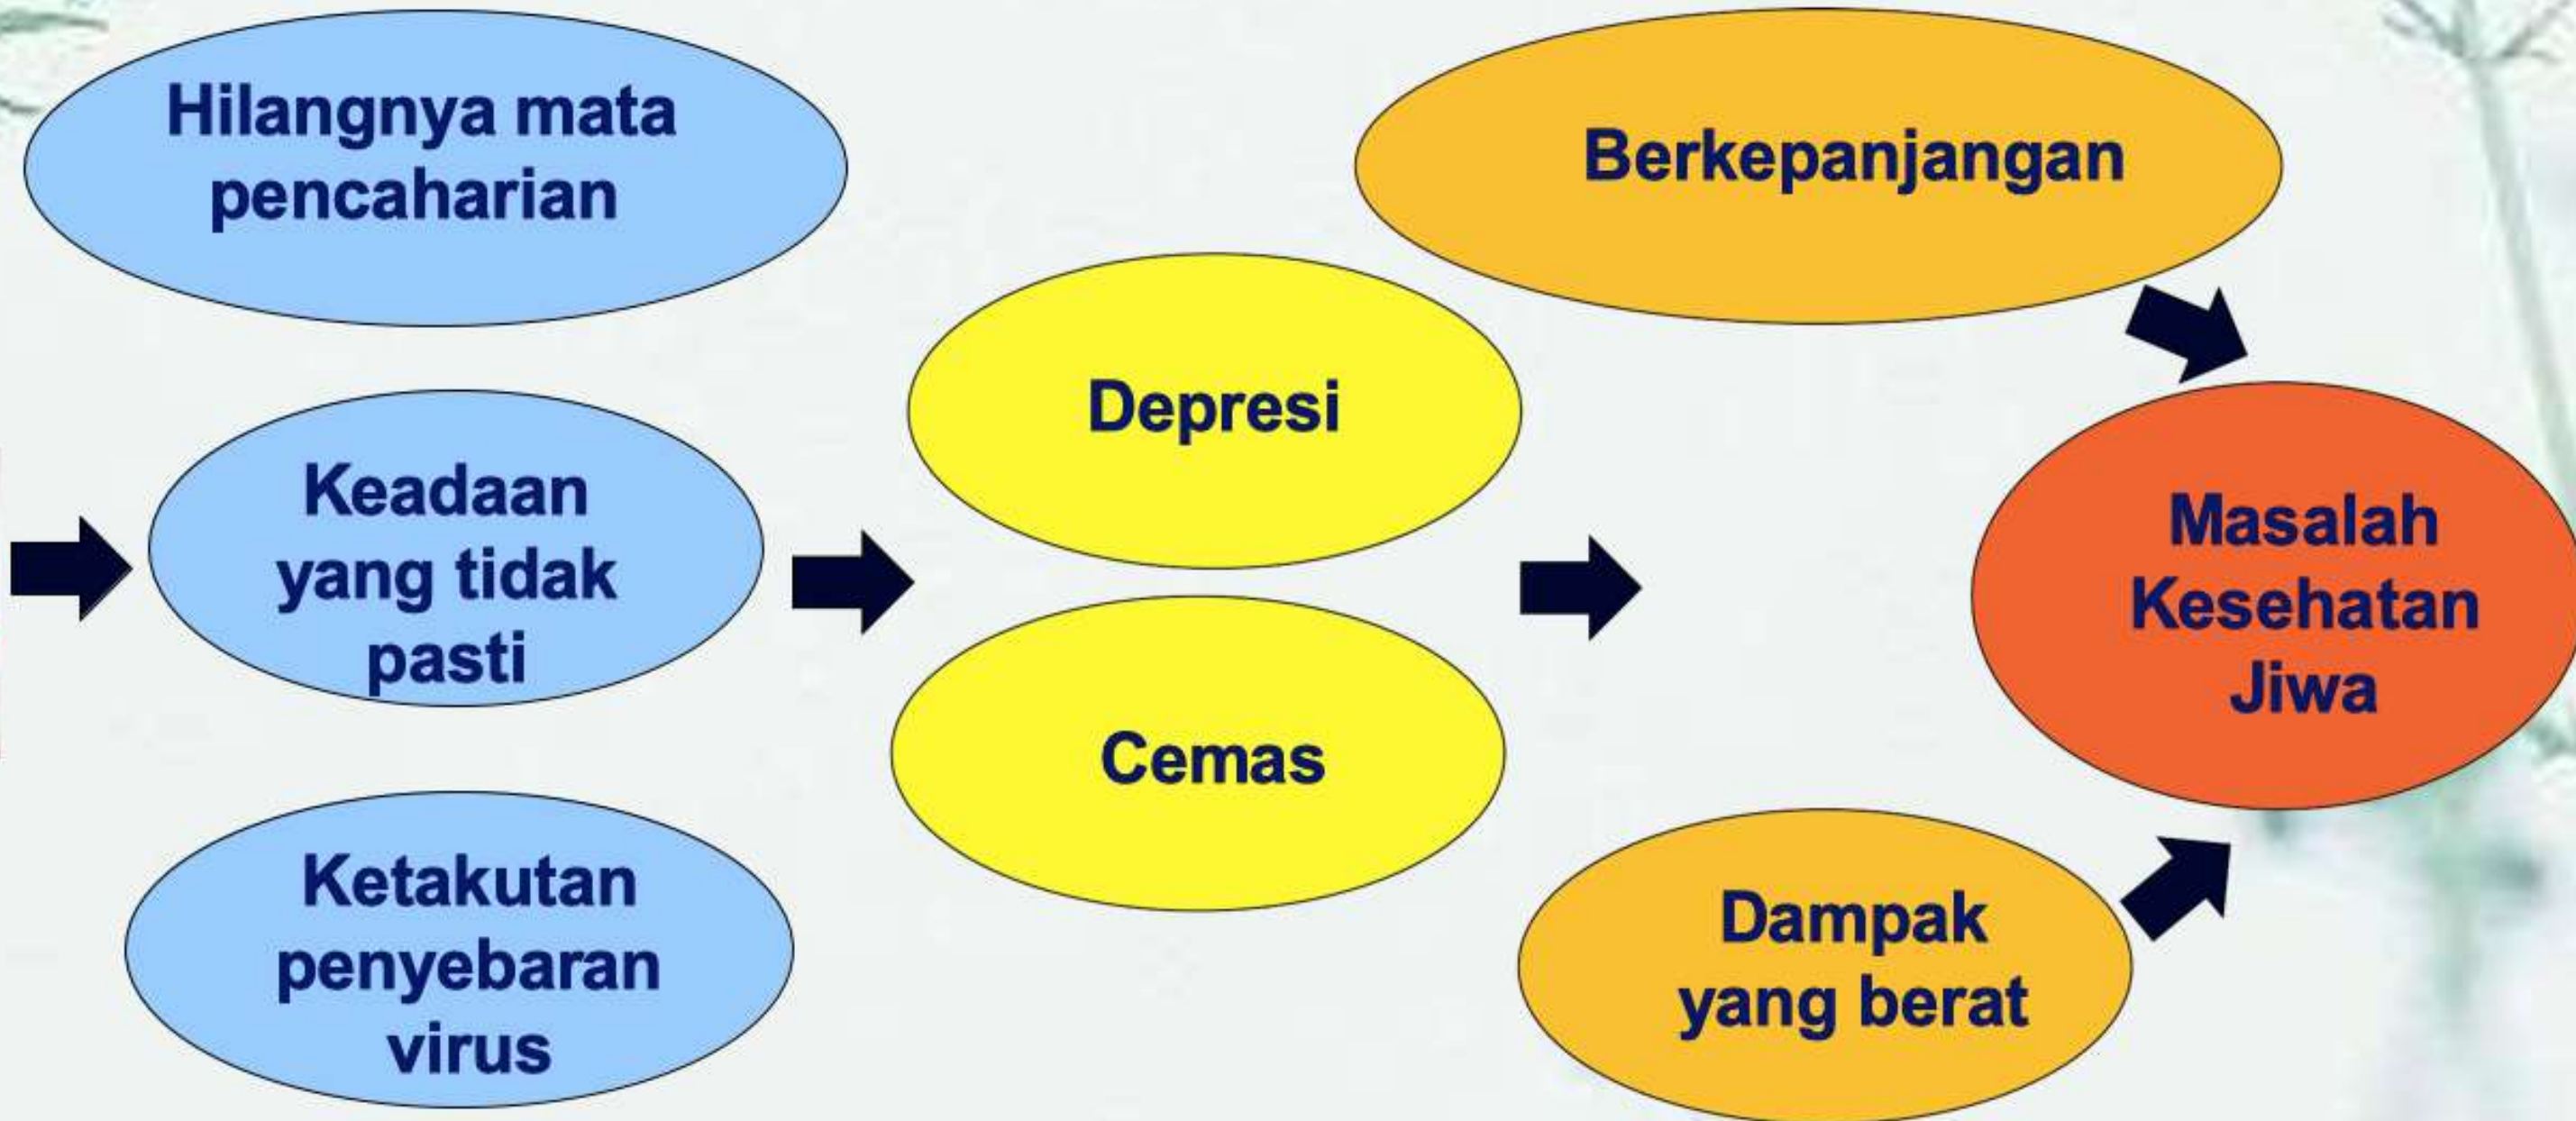 Hilangnya mata
pencaharian
Keadaan
yang tidak
pasti
Ketakutan
penyebaran
virus
Depresi
Cemas
Berkepanjangan
Dampak
yang berat
Masalah
Kesehatan
Jiwa